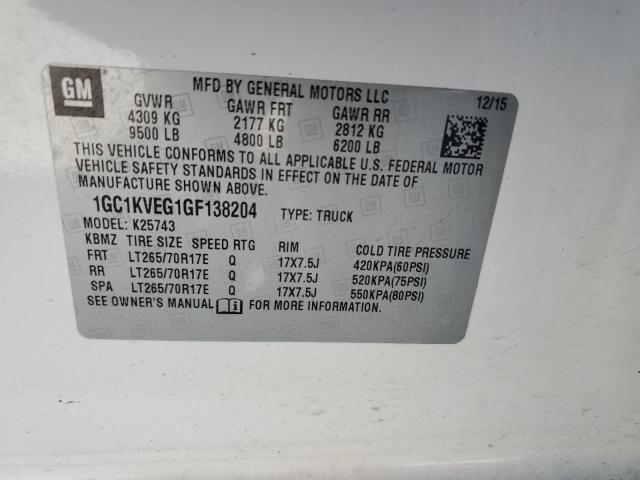 GM
MFD BY GENERAL MOTORS LLC
12/15
GVWR GAWR FRT GAWR RR
4309 KG 2177 KG 2812 KG
9500 LB 4800 LB 6200 LB
THIS VEHICLE CONFORMS TO ALL APPLICABLE U.S. FEDERAL MOTOR
VEHICLE SAFETY STANDARDS IN EFFECT ON THE DATE OF
MANUFACTURE SHOWN ABOVE.
1GC1KVEG1GF138204 TYPE: TRUCK
MODEL: K25743
KBMZ TIRE SIZE SPEED RTG RIM COLD TIRE PRESSURE
FRT LT265/70R17E Q 17X7.5J 420KPA(60PSI)
RR LT265/70R17E Q 17X7.5J 520KPA(75PSI)
SPA LT265/70R17E Q 17X7.5J 550KPA(80PSI)
SEE OWNER'S MANUAL FOR MORE INFORMATION.